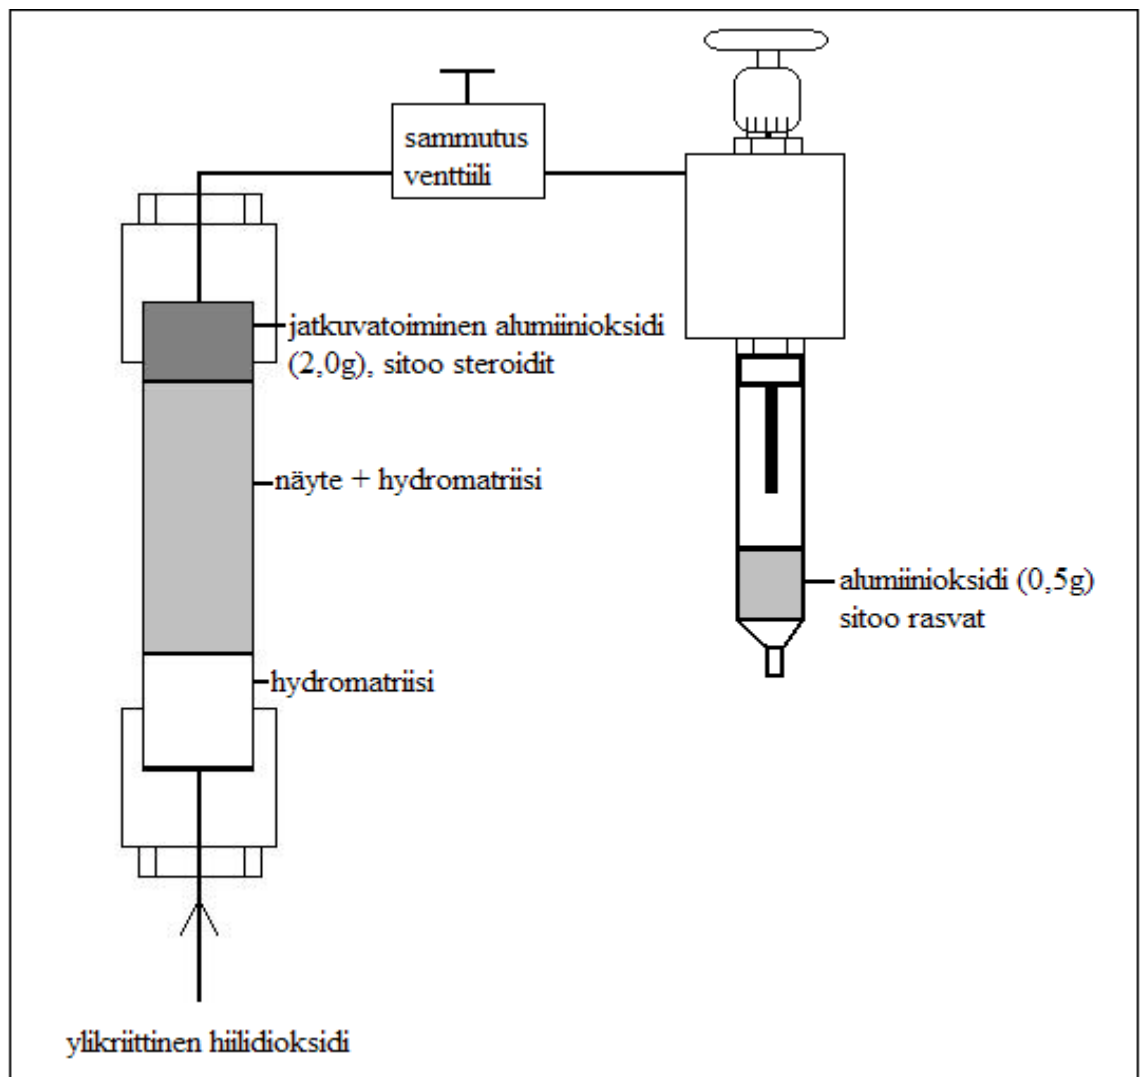 sammutus
venttiili
jatkuvatoiminen alumiinioksidi
(2,0g), sitoo steroidit
näyte + hydromatriisi
alumiinioksidi (0,5g)
sitoo rasvat
hydromatriisi
ylikriittinen hiilidioksidi